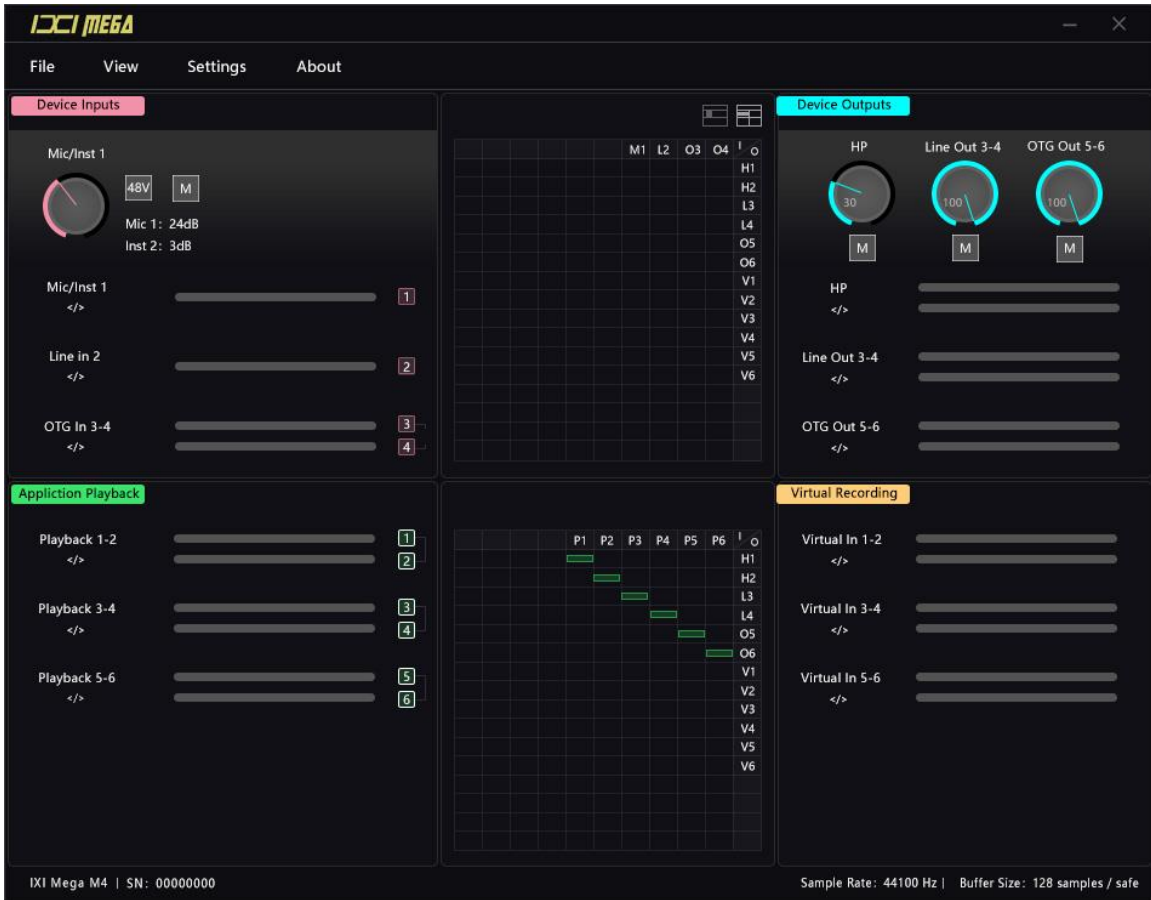 IXI MEGA
File View Settings About
Device Inputs
Mic/Inst 1
48V M
Mic 1: 24dB
Inst 2: 3dB
Mic/Inst 1
</>
1
Line in 2
</>
2
OTG In 3-4
</>
3
4
M1 L2 O3 O4 I/O
H1
H2
L3
L4
O5
O6
V1
V2
V3
V4
V5
V6
Device Outputs
HP Line Out 3-4 OTG Out 5-6
30 100 100
M M M
HP
</>
Line Out 3-4
</>
OTG Out 5-6
</>
Appliction Playback
Playback 1-2
</>
1
2
Playback 3-4
</>
3
4
Playback 5-6
</>
5
6
P1 P2 P3 P4 P5 P6 I/O
H1
H2
L3
L4
O5
O6
V1
V2
V3
V4
V5
V6
Virtual Recording
Virtual In 1-2
</>
Virtual In 3-4
</>
Virtual In 5-6
</>
IXI Mega M4 | SN: 00000000
Sample Rate: 44100 Hz | Buffer Size: 128 samples / safe